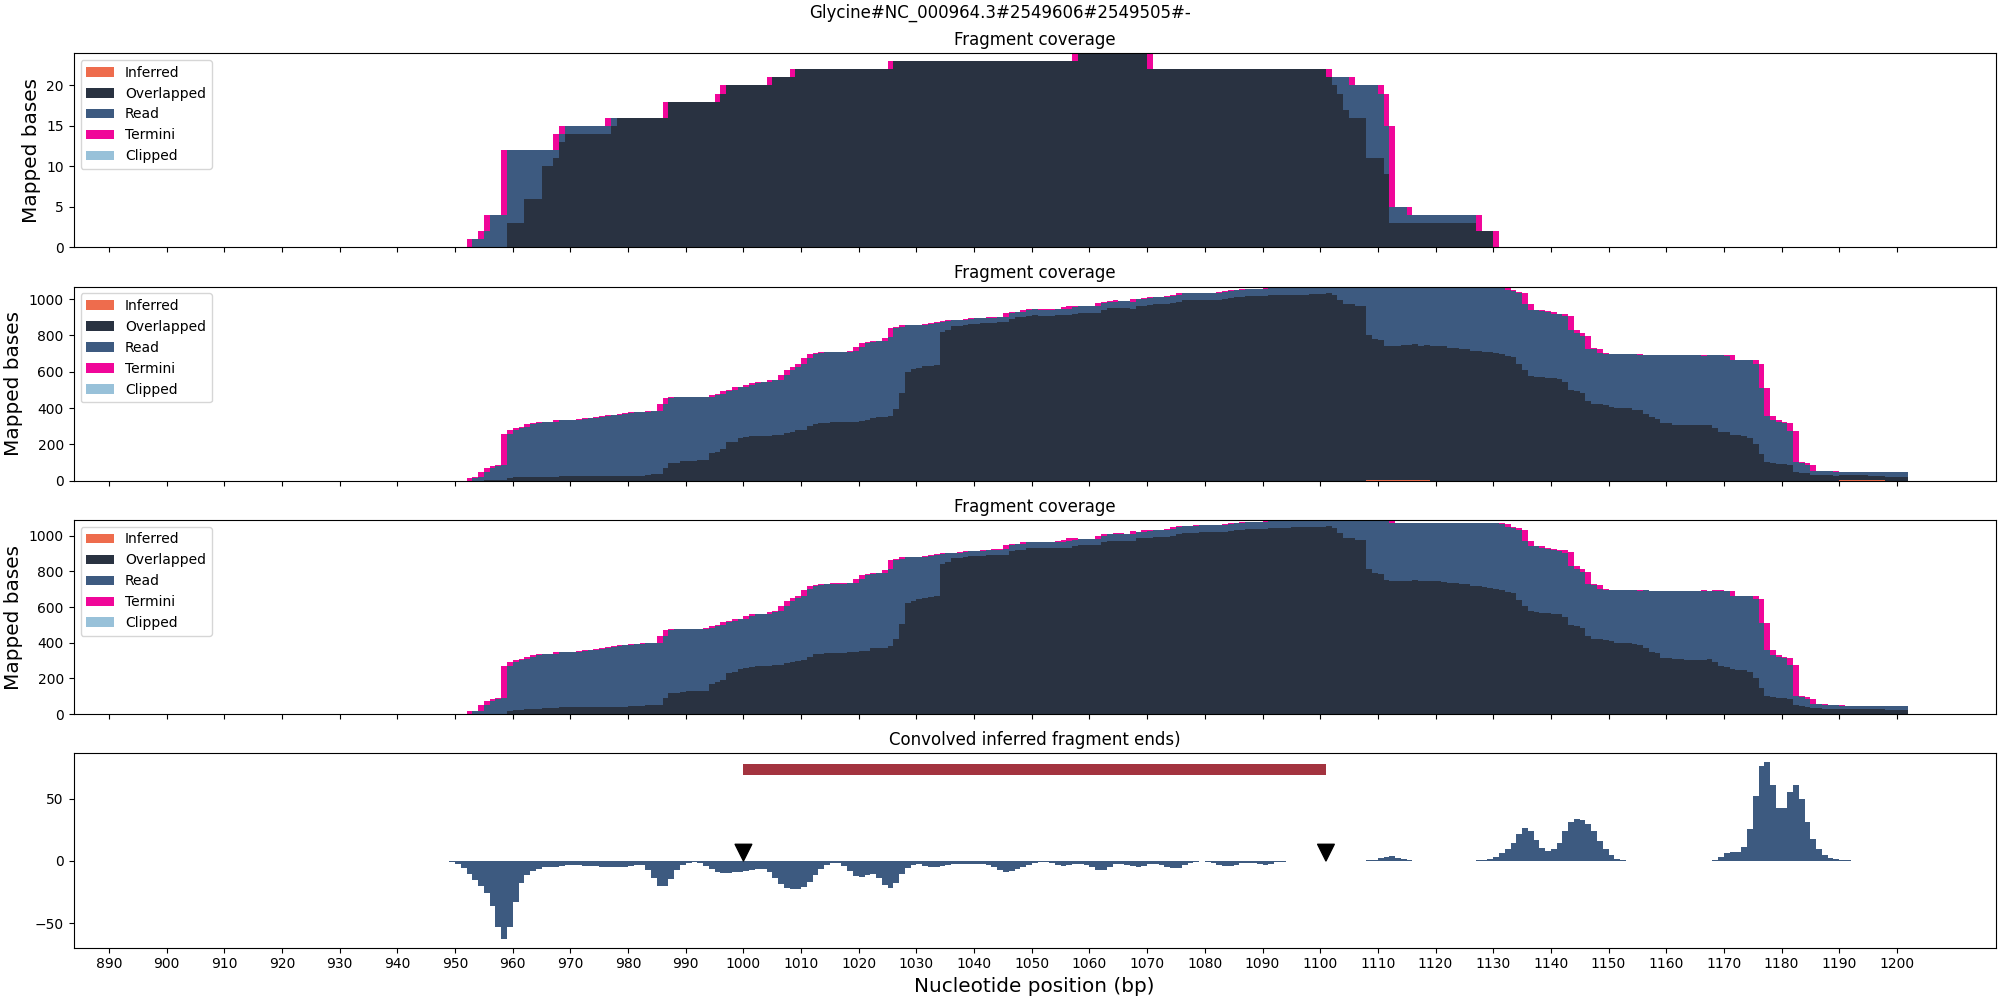 Glycine#NC_000964.3#2549606#2549505#-
Fragment coverage
Mapped bases
20
15
10
5
0
Inferred
Overlapped
Read
Termini
Clipped
Fragment coverage
Mapped bases
1000
800
600
400
200
0
Inferred
Overlapped
Read
Termini
Clipped
Fragment coverage
Mapped bases
1000
800
600
400
200
0
Inferred
Overlapped
Read
Termini
Clipped
Convolved inferred fragment ends)
50
0
−50
890 900 910 920 930 940 950 960 970 980 990 1000 1010 1020 1030 1040 1050 1060 1070 1080 1090 1100 1110 1120 1130 1140 1150 1160 1170 1180 1190 1200
Nucleotide position (bp)